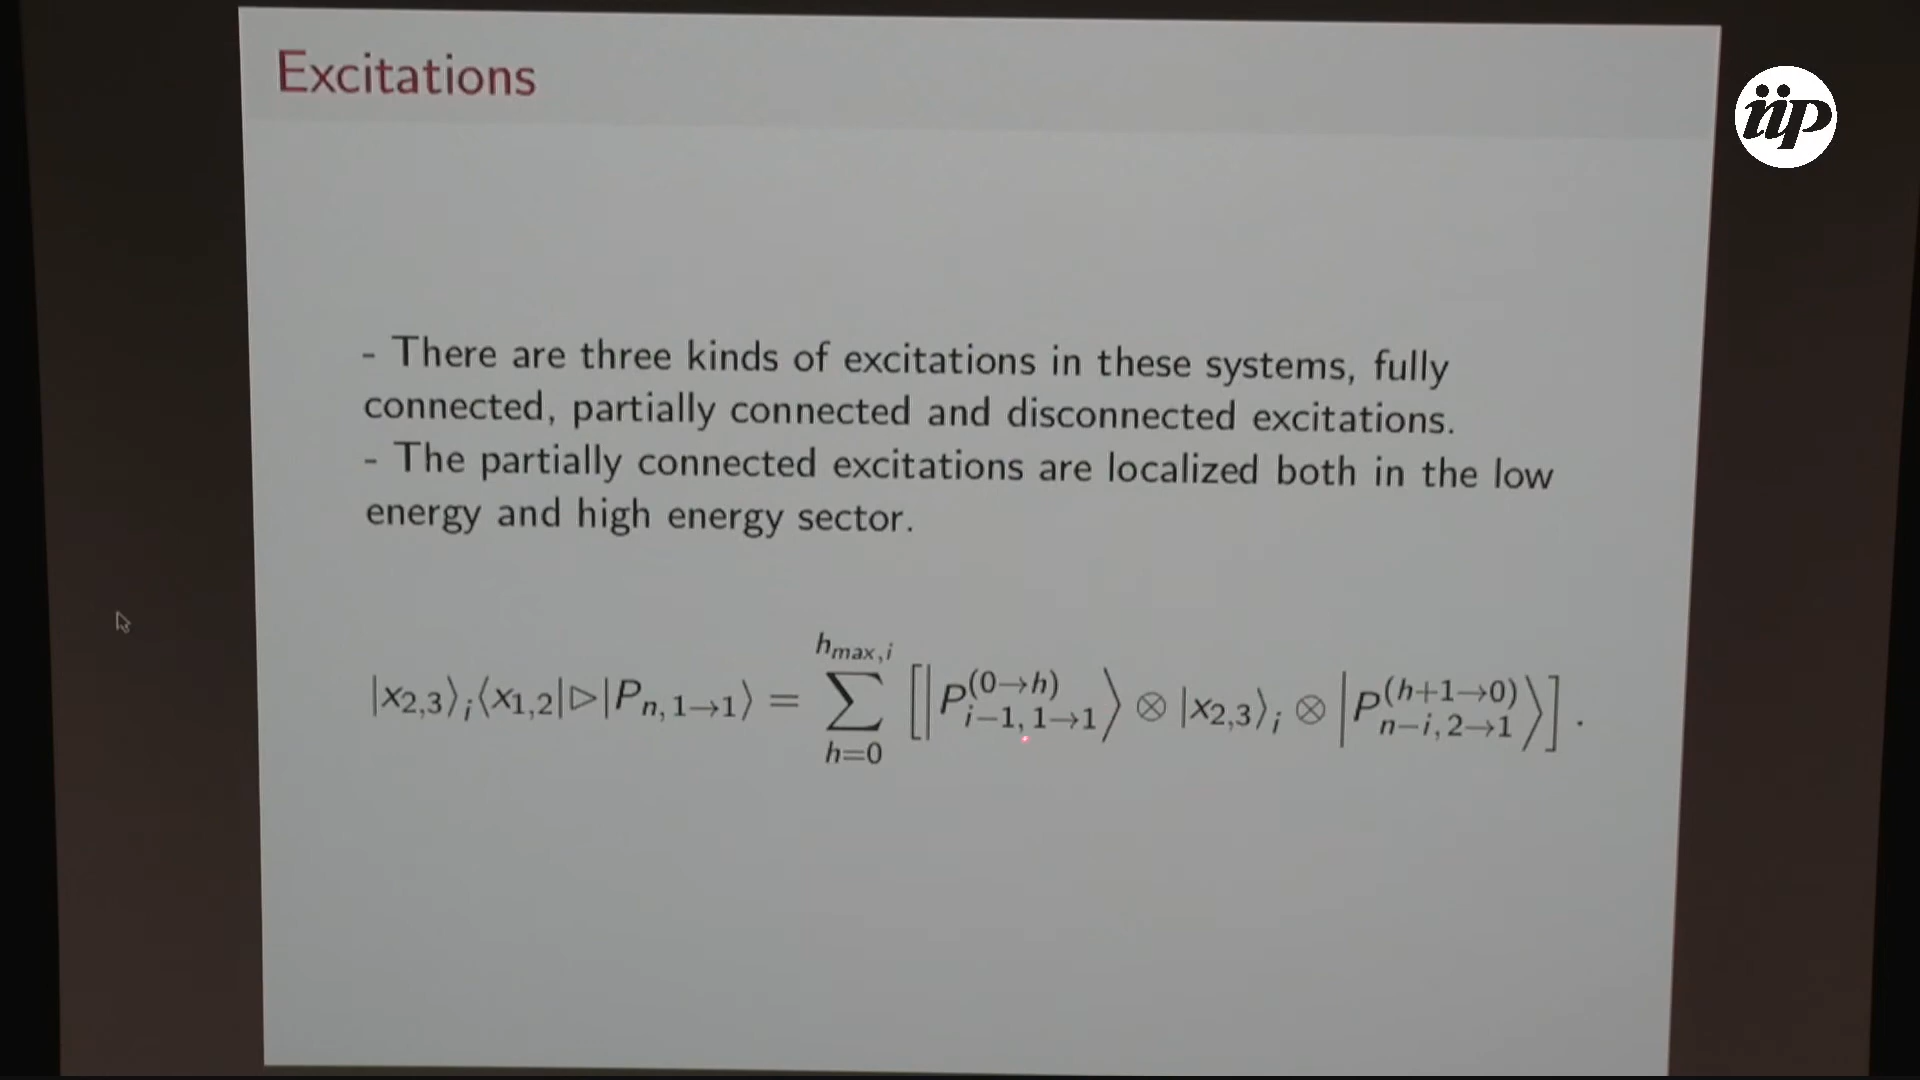 Excitations
iip
- There are three kinds of excitations in these systems, fully
connected, partially connected and disconnected excitations.
- The partially connected excitations are localized both in the low
energy and high energy sector.
|x_{2,3}⟩_i⟨x_{1,2}| ▷ |P_{n,1→1}⟩ = ∑_{h=0}^{h_{max,i}} [ |P_{i−1,1→1}^{(0→h)}⟩ ⊗ |x_{2,3}⟩_i ⊗ |P_{n−i,2→1}^{(h+1→0)}⟩ ] .